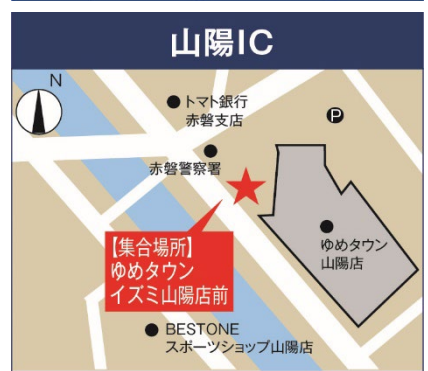 山陽IC
N
トマト銀行
赤磐支店
P
赤磐警察署
【集合場所】
ゆめタウン
イズミ山陽店前
ゆめタウン
山陽店
BESTONE
スポーツショップ山陽店